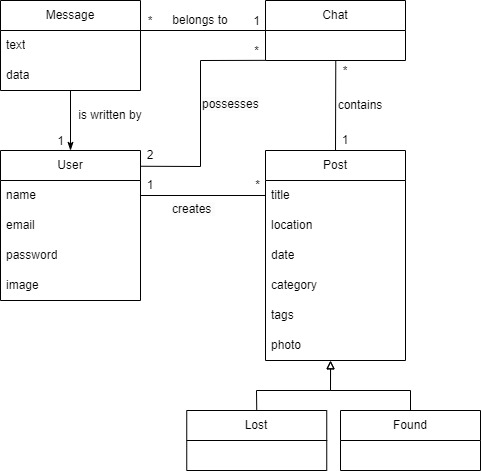 Message
text
data
* belongs to 1
Chat
*
possesses
*
contains
is written by
1
2
1
User
name
email
password
image
1 *
creates
Post
title
location
date
category
tags
photo
Lost
Found